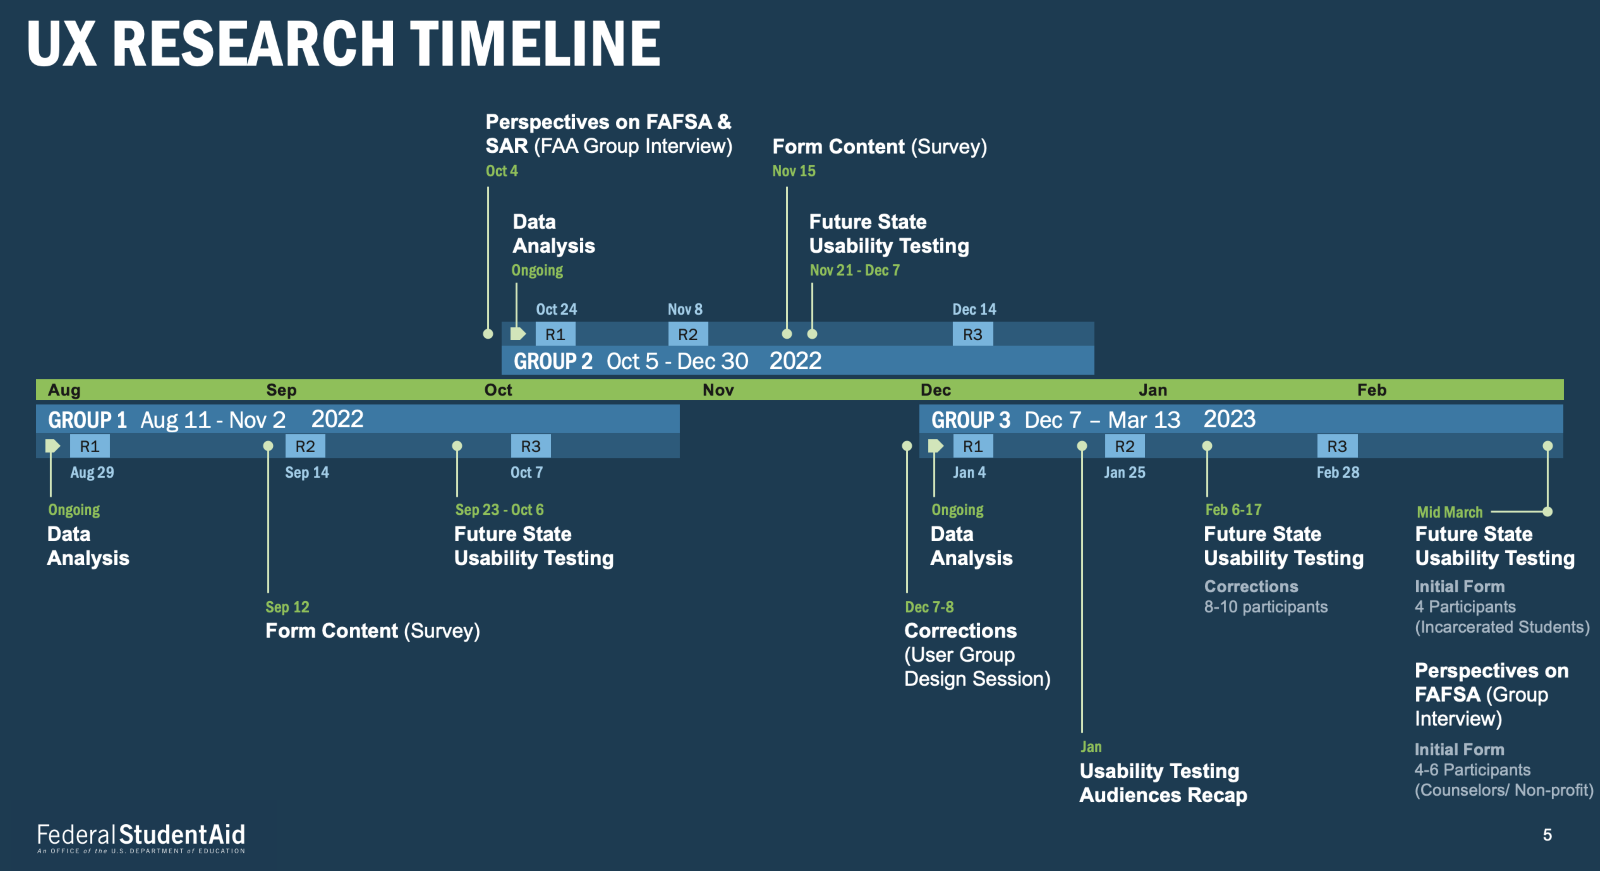 UX RESEARCH TIMELINE
Perspectives on FAFSA &
SAR (FAA Group Interview)
Oct 4
Form Content (Survey)
Nov 15
Data
Analysis
Ongoing
Future State
Usability Testing
Nov 21 - Dec 7
Oct 24
Nov 8
Dec 14
R1
R2
R3
GROUP 2 Oct 5 - Dec 30 2022
Aug Sep Oct Nov Dec Jan Feb
GROUP 1 Aug 11 - Nov 2 2022
R1
R2
R3
Aug 29
Sep 14
Oct 7
Ongoing
Data
Analysis
Sep 23 - Oct 6
Future State
Usability Testing
Sep 12
Form Content (Survey)
GROUP 3 Dec 7 – Mar 13 2023
R1
R2
R3
Jan 4
Jan 25
Feb 28
Ongoing
Data
Analysis
Dec 7-8
Corrections
(User Group
Design Session)
Jan
Usability Testing
Audiences Recap
Feb 6-17
Future State
Usability Testing
Corrections
8-10 participants
Mid March
Future State
Usability Testing
Initial Form
4 Participants
(Incarcerated Students)
Perspectives on
FAFSA (Group
Interview)
Initial Form
4-6 Participants
(Counselors/ Non-profit)
Federal StudentAid
An OFFICE of the U.S. DEPARTMENT of EDUCATION
5